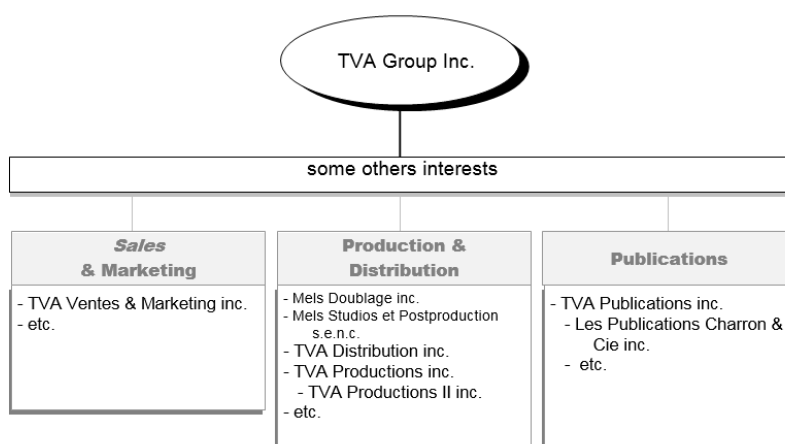 TVA Group Inc.
some others interests
Sales
& Marketing
- TVA Ventes & Marketing inc.
- etc.
Production &
Distribution
- Mels Doublage inc.
- Mels Studios et Postproduction
s.e.n.c.
- TVA Distribution inc.
- TVA Productions inc.
- TVA Productions II inc.
- etc.
Publications
- TVA Publications inc.
- Les Publications Charron &
Cie inc.
- etc.